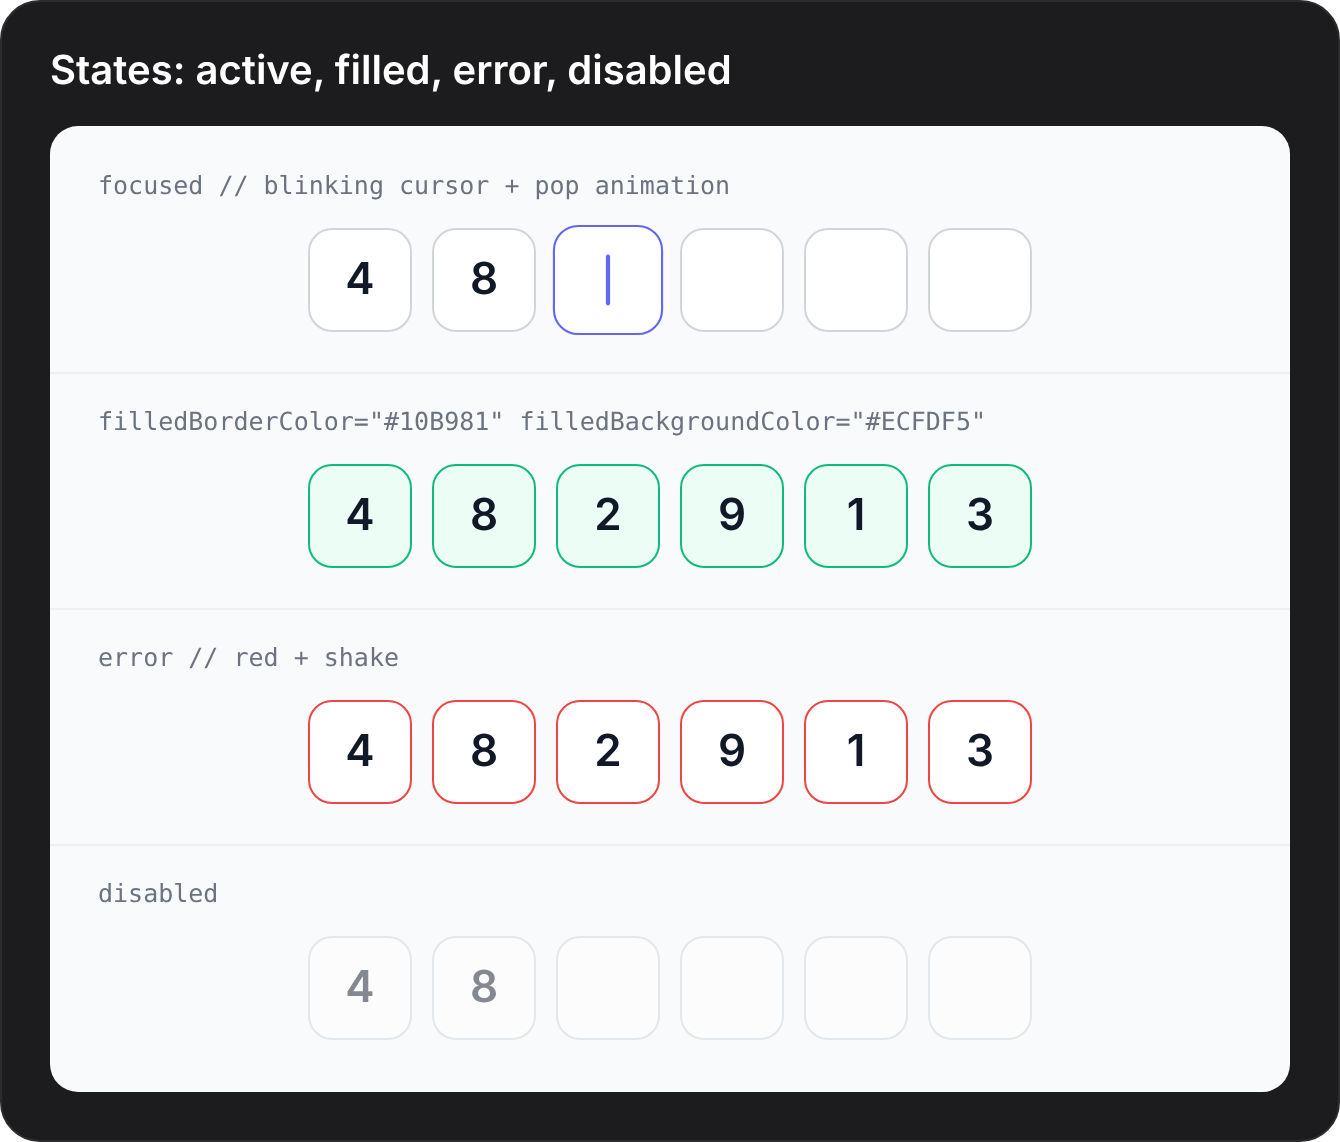 States: active, filled, error, disabled
focused // blinking cursor + pop animation
4 8
filledBorderColor="#10B981" filledBackgroundColor="#ECFDF5"
4 8 2 9 1 3
error // red + shake
4 8 2 9 1 3
disabled
4 8